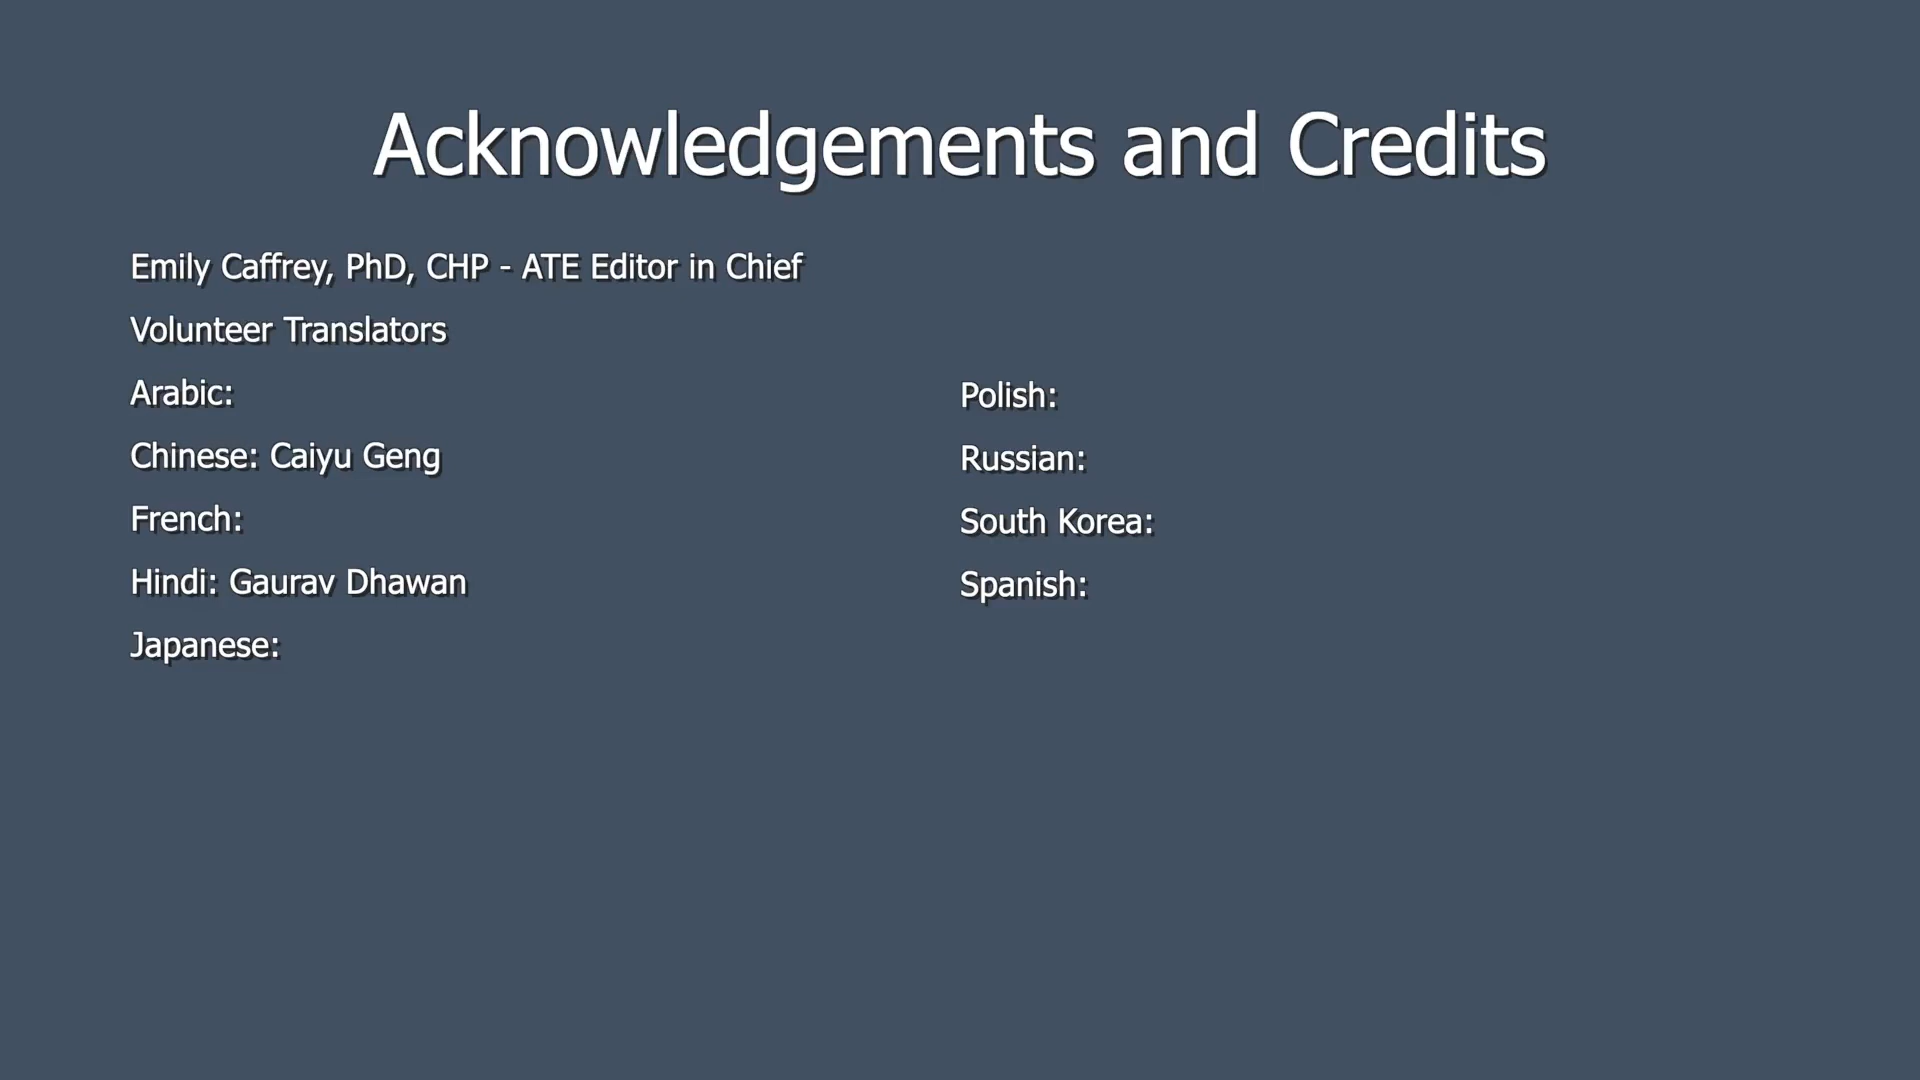 Acknowledgements and Credits
Emily Caffrey, PhD, CHP - ATE Editor in Chief
Volunteer Translators
Arabic:
Chinese: Caiyu Geng
French:
Hindi: Gaurav Dhawan
Japanese:
Polish:
Russian:
South Korea:
Spanish: